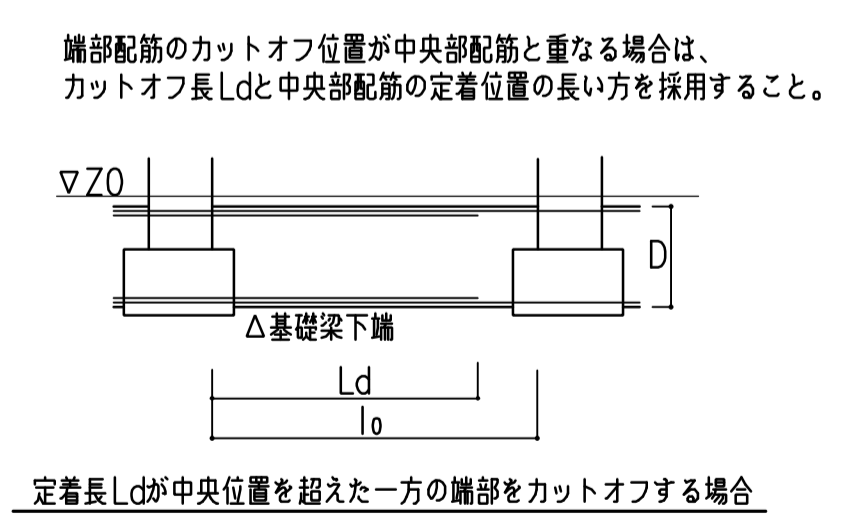 端部配筋のカットオフ位置が中央部配筋と重なる場合は、
カットオフ長Ldと中央部配筋の定着位置の長い方を採用すること。
▽Z0
D
△基礎梁下端
Ld
l₀
定着長Ldが中央位置を超えた一方の端部をカットオフする場合